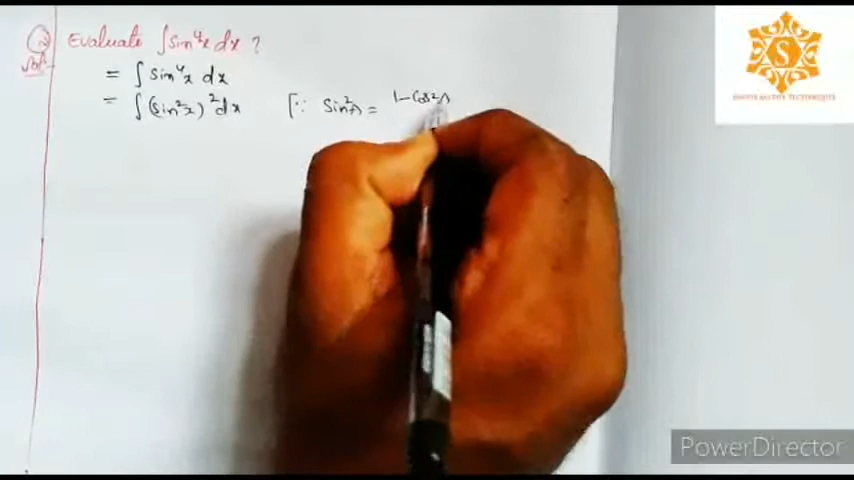 Q Evaluate ∫sin⁴x dx ?
Sol:-
= ∫ sin⁴x dx
= ∫ (sin²x)² dx [∵ sin²A = 1-Cos2A
S
PowerDirector